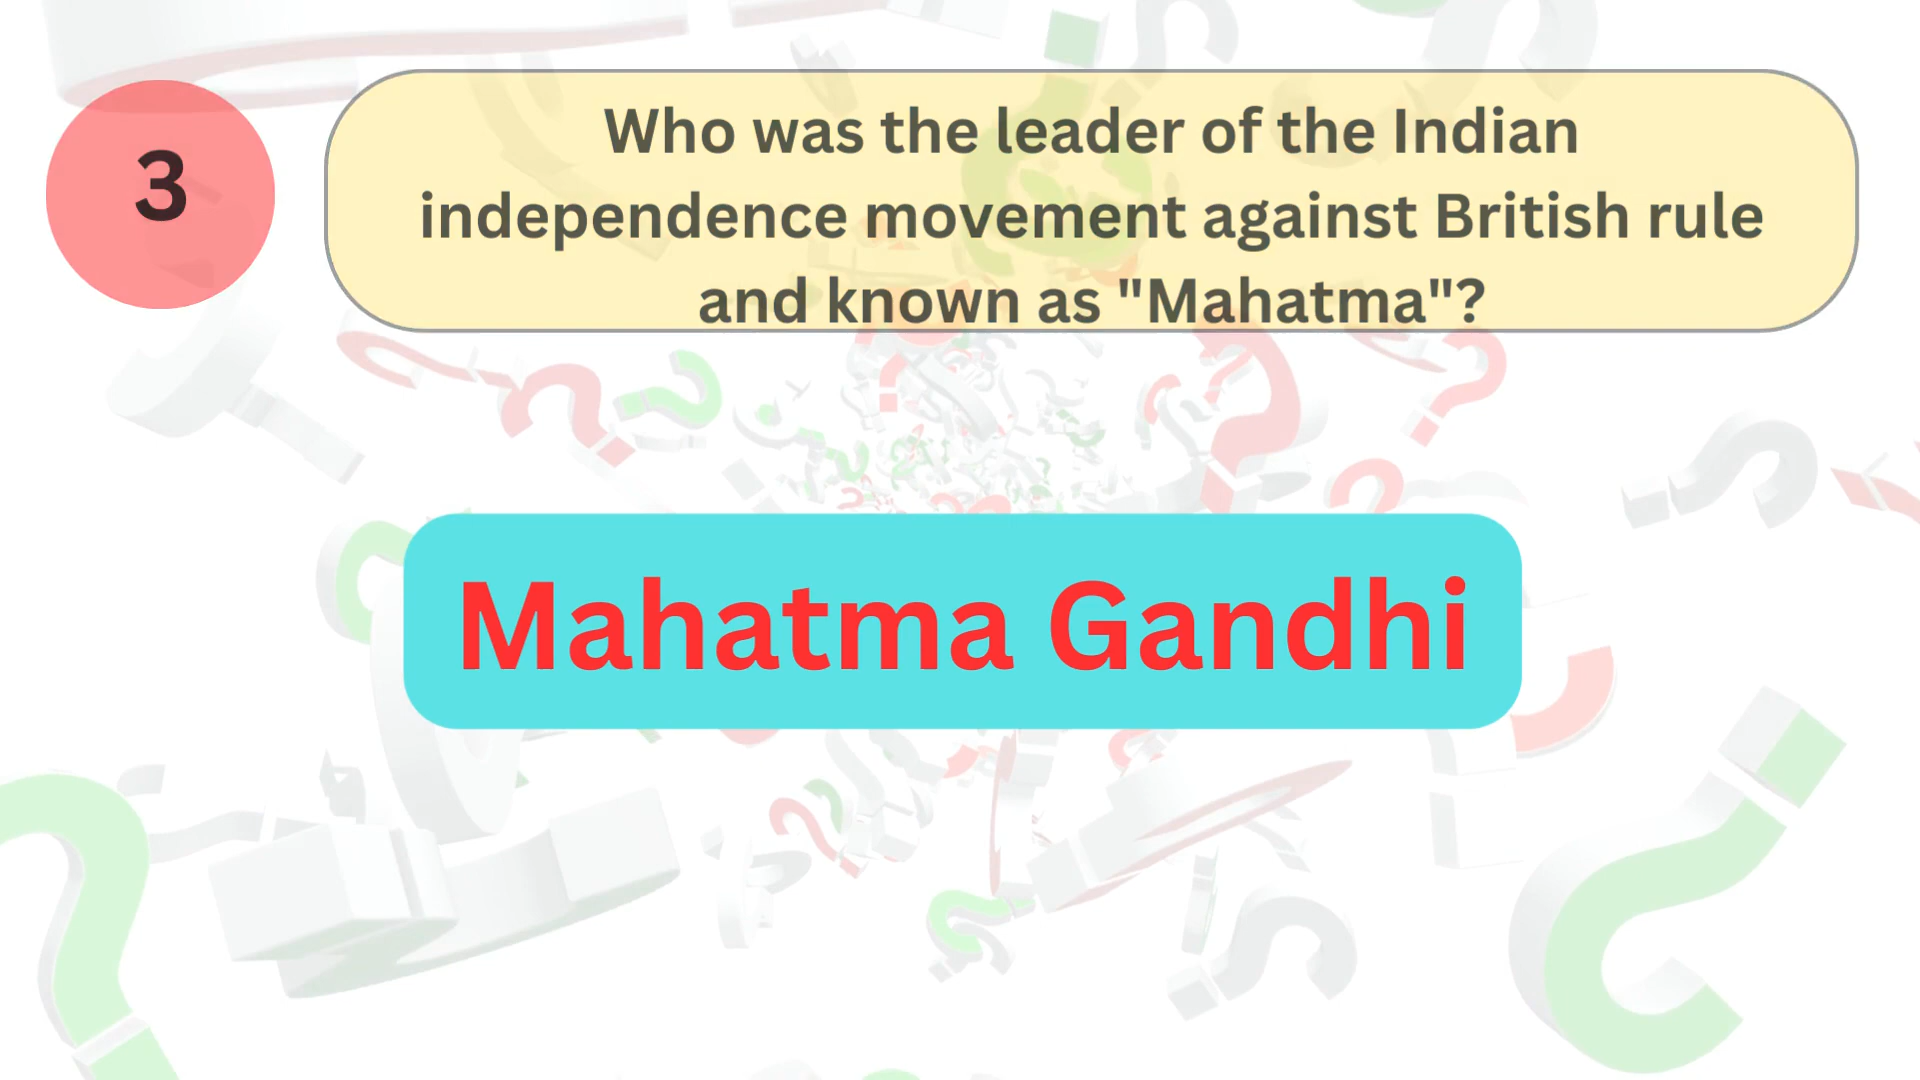 3
Who was the leader of the Indian
independence movement against British rule
and known as "Mahatma"?
Mahatma Gandhi